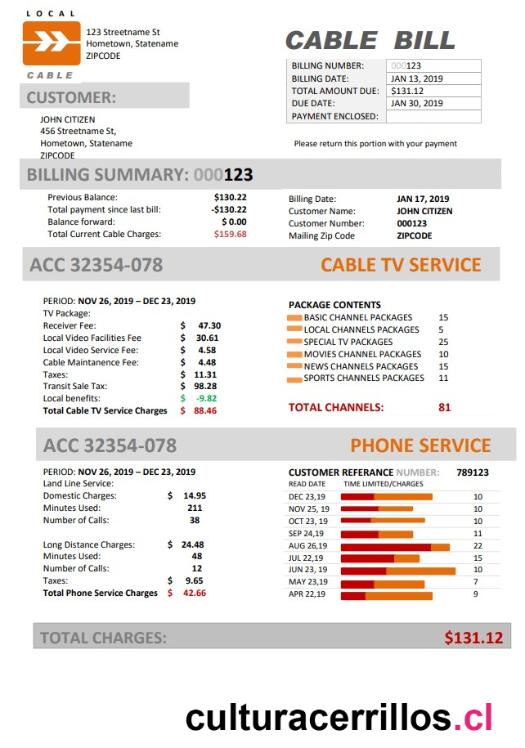 LOCAL
CABLE
123 Streetname St
Hometown, Statename
ZIPCODE
CABLE BILL
BILLING NUMBER: 000123
BILLING DATE: JAN 13, 2019
TOTAL AMOUNT DUE: $131.12
DUE DATE: JAN 30, 2019
PAYMENT ENCLOSED:
CUSTOMER:
JOHN CITIZEN
456 Streetname St,
Hometown, Statename
ZIPCODE
Please return this portion with your payment
BILLING SUMMARY: 000123
Previous Balance: $130.22
Total payment since last bill: -$130.22
Balance forward: $ 0.00
Total Current Cable Charges: $159.68
Billing Date: JAN 17, 2019
Customer Name: JOHN CITIZEN
Customer Number: 000123
Mailing Zip Code ZIPCODE
ACC 32354-078 CABLE TV SERVICE
PERIOD: NOV 26, 2019 – DEC 23, 2019
TV Package:
Receiver Fee: $ 47.30
Local Video Facilities Fee $ 30.61
Local Video Service Fee: $ 4.58
Cable Maintanence Fee: $ 4.48
Taxes: $ 11.31
Transit Sale Tax: $ 98.28
Local benefits: $ -9.82
Total Cable TV Service Charges $ 88.46
PACKAGE CONTENTS
BASIC CHANNEL PACKAGES 15
LOCAL CHANNELS PACKAGES 5
SPECIAL TV PACKAGES 25
MOVIES CHANNEL PACKAGES 10
NEWS CHANNEL PACKAGES 15
SPORTS CHANNEL PACKAGES 11
TOTAL CHANNELS: 81
ACC 32354-078 PHONE SERVICE
PERIOD: NOV 26, 2019 – DEC 23, 2019
Land Line Service:
Domestic Charges: $ 14.95
Minutes Used: 211
Number of Calls: 38
Long Distance Charges: $ 24.48
Minutes Used: 48
Number of Calls: 12
Taxes: $ 9.65
Total Phone Service Charges $ 42.66
CUSTOMER REFERANCE NUMBER: 789123
READ DATE TIME LIMITED/CHARGES
DEC 23,19 10
NOV 25, 19 10
OCT 23, 19 10
SEP 24,19 11
AUG 26,19 22
JUL 22,19 15
JUN 23, 19 10
MAY 23,19 7
APR 22,19 9
TOTAL CHARGES: $131.12
culturacerrillos.cl